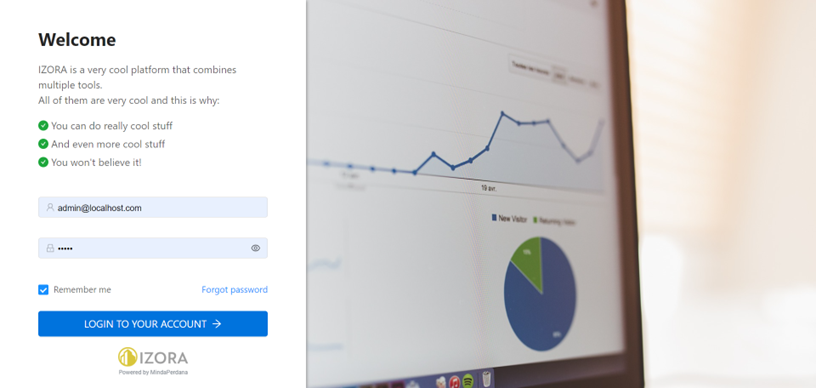 Welcome
IZORA is a very cool platform that combines
multiple tools.
All of them are very cool and this is why:
You can do really cool stuff
And even more cool stuff
You won't believe it!
admin@localhost.com
•••••
Remember me
Forgot password
LOGIN TO YOUR ACCOUNT
IZORA
Powered by MindaPerdana
New Visitor
Returning Visitor